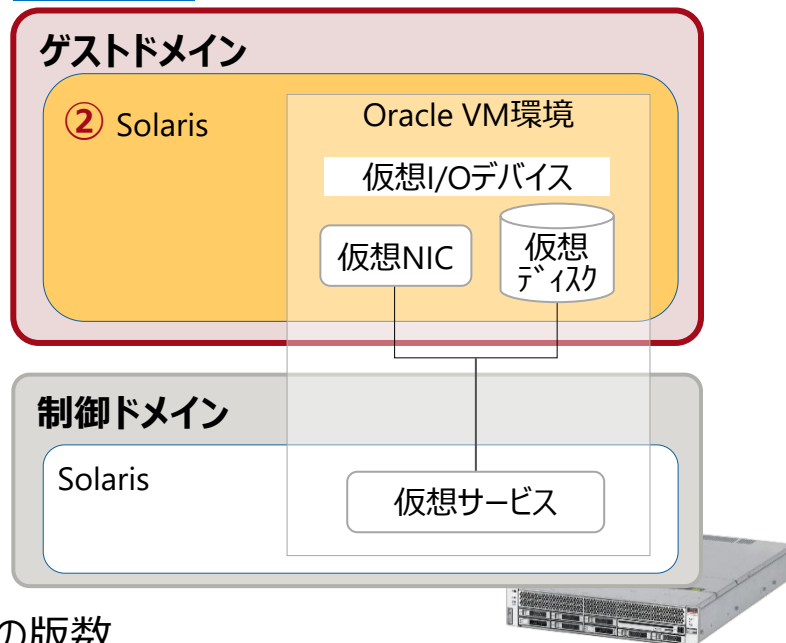 ゲストドメイン
② Solaris
Oracle VM環境
仮想I/Oデバイス
仮想NIC
仮想
ディスク
制御ドメイン
Solaris
仮想サービス
の版数